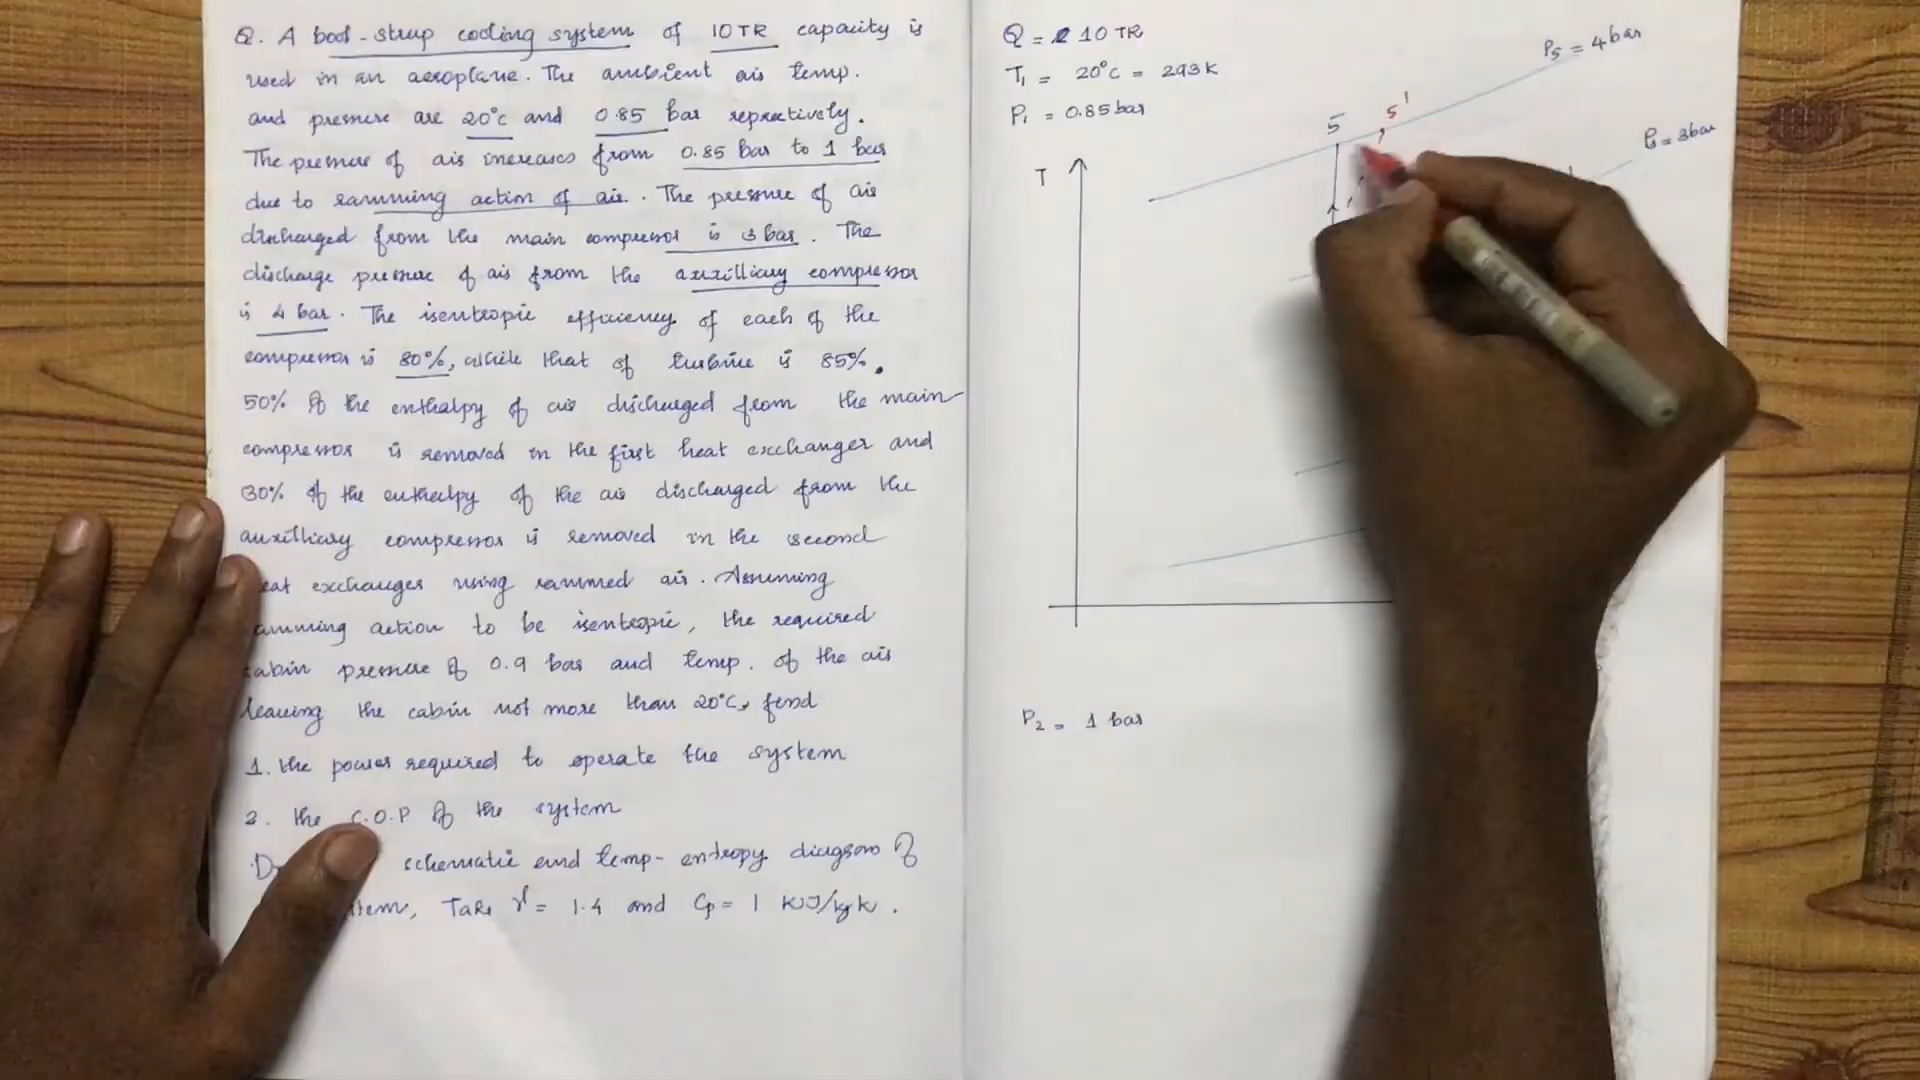 Q. A boot-strap cooling system of 10TR capacity is
used in an aeroplane. The ambient air temp.
and pressure are 20°c and 0.85 bar reprectively.
The pressure of air increases from 0.85 bar to 1 bar
due to ramming action of air. The pressure of air
discharged from the main compressor is 3 bar. The
discharge pressure of air from the auxilliary compressor
is 4 bar. The isentropic efficiency of each of the
compressor is 80%, while that of turbine is 85%.
50% of the enthalpy of air discharged from the main
compressor is removed in the first heat exchanger and
30% of the enthalpy of the air discharged from the
auxilliary compressor is removed in the second
eat exchanger using rammed air. Assuming
amming action to be isentropic, the required
cabin pressure of 0.9 bar and temp. of the air
leaving the cabin not more than 20°C, find
1. the power required to operate the system
2. the C.O.P of the system
schematic and temp-entropy diagram of
tem, Take γ = 1.4 and Cp = 1 KJ/kgk.
Q = 10 TR
T₁ = 20°C = 293K
P₁ = 0.85bar
P₅ = 4bar
5
5'
= 3bar
T
P₂ = 1 bar